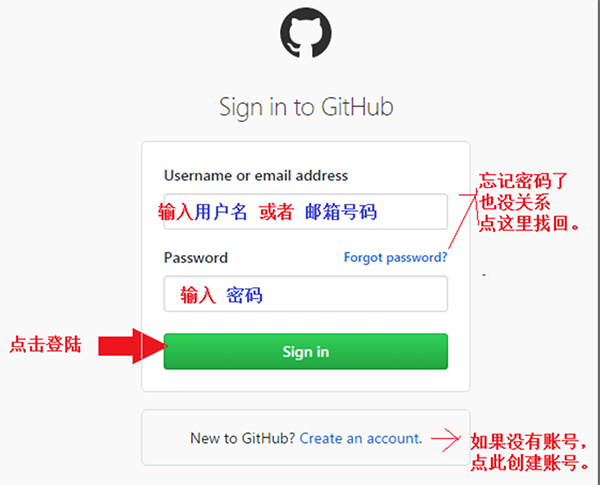 Sign in to GitHub
Username or email address
输入用户名 或者 邮箱号码
忘记密码了
也没关系
点这里找回。
Password
Forgot password?
输入 密码
点击登陆
Sign in
New to GitHub? Create an account.
如果没有账号，
点此创建账号。